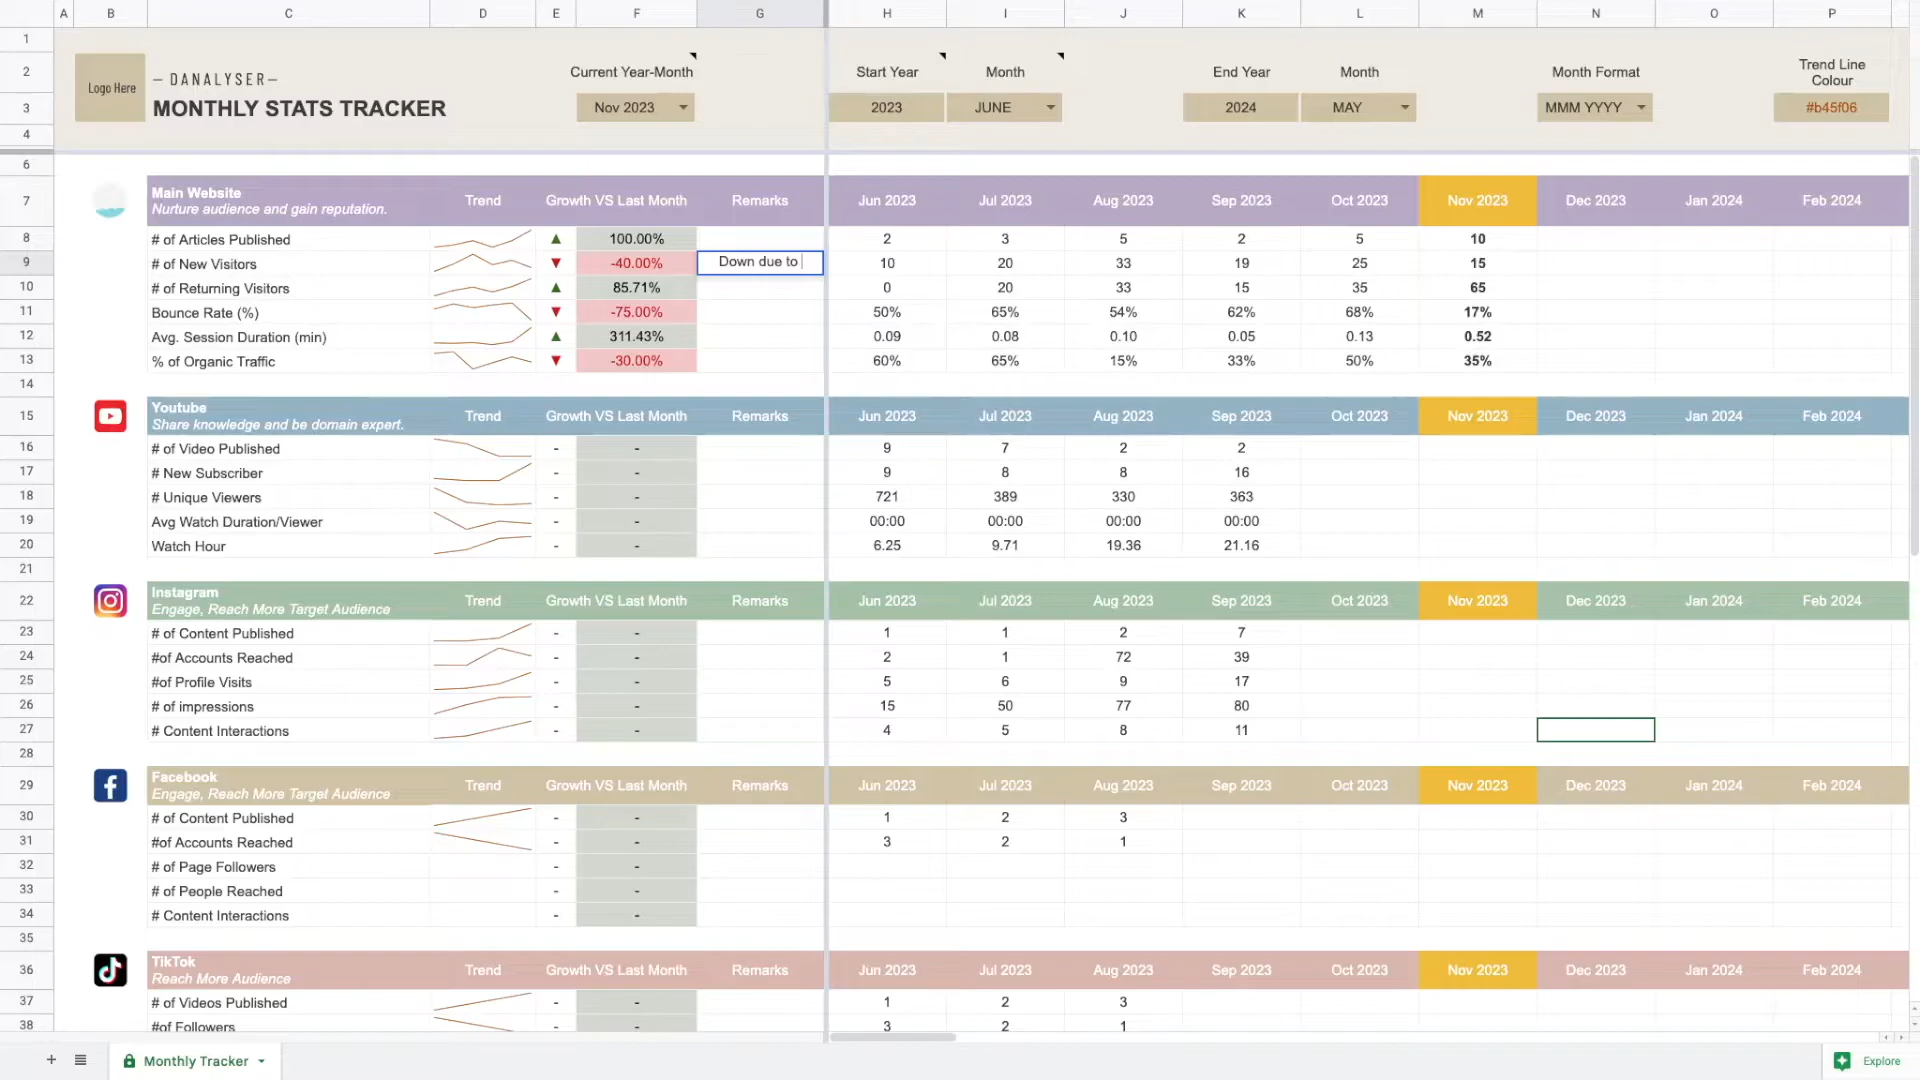 A B C D E F G H I J K L M N O P
1
2 Current Year-Month Start Year Month End Year Month Month Format Trend Line Colour
Logo Here
— DANALYSER—
3 MONTHLY STATS TRACKER Nov 2023 2023 JUNE 2024 MAY MMM YYYY #b45f06
4
6
7 Main Website Trend Growth VS Last Month Remarks Jun 2023 Jul 2023 Aug 2023 Sep 2023 Oct 2023 Nov 2023 Dec 2023 Jan 2024 Feb 2024
Nurture audience and gain reputation.
8 # of Articles Published ▲ 100.00% 2 3 5 2 5 10
9 # of New Visitors ▼ -40.00% Down due to 10 20 33 19 25 15
10 # of Returning Visitors ▲ 85.71% 0 20 33 15 35 65
11 Bounce Rate (%) ▼ -75.00% 50% 65% 54% 62% 68% 17%
12 Avg. Session Duration (min) ▲ 311.43% 0.09 0.08 0.10 0.05 0.13 0.52
13 % of Organic Traffic ▼ -30.00% 60% 65% 15% 33% 50% 35%
14
15 Youtube Trend Growth VS Last Month Remarks Jun 2023 Jul 2023 Aug 2023 Sep 2023 Oct 2023 Nov 2023 Dec 2023 Jan 2024 Feb 2024
Share knowledge and be domain expert.
16 # of Video Published - - 9 7 2 2
17 # New Subscriber - - 9 8 8 16
18 # Unique Viewers - - 721 389 330 363
19 Avg Watch Duration/Viewer - - 00:00 00:00 00:00 00:00
20 Watch Hour - - 6.25 9.71 19.36 21.16
21
22 Instagram Trend Growth VS Last Month Remarks Jun 2023 Jul 2023 Aug 2023 Sep 2023 Oct 2023 Nov 2023 Dec 2023 Jan 2024 Feb 2024
Engage, Reach More Target Audience
23 # of Content Published - - 1 1 2 7
24 #of Accounts Reached - - 2 1 72 39
25 #of Profile Visits - - 5 6 9 17
26 # of impressions - - 15 50 77 80
27 # Content Interactions - - 4 5 8 11
28
29 Facebook Trend Growth VS Last Month Remarks Jun 2023 Jul 2023 Aug 2023 Sep 2023 Oct 2023 Nov 2023 Dec 2023 Jan 2024 Feb 2024
Engage, Reach More Target Audience
30 # of Content Published - - 1 2 3
31 #of Accounts Reached - - 3 2 1
32 # of Page Followers - -
33 # of People Reached - -
34 # Content Interactions - -
35
36 TikTok Trend Growth VS Last Month Remarks Jun 2023 Jul 2023 Aug 2023 Sep 2023 Oct 2023 Nov 2023 Dec 2023 Jan 2024 Feb 2024
Reach More Audience
37 # of Videos Published - - 1 2 3
38 #of Followers - - 3 2 1
+ Monthly Tracker Explore